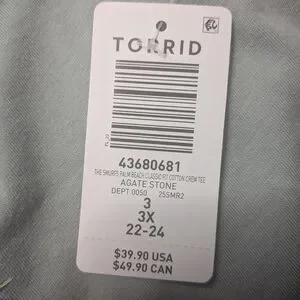 TORRID
43680681
THE SMURFS PALM BEACH CLASSIC FIT COTTON CREW TEE
AGATE STONE
DEPT 0050 25SMR2
3
3X
22-24
$39.90 USA
$49.90 CAN